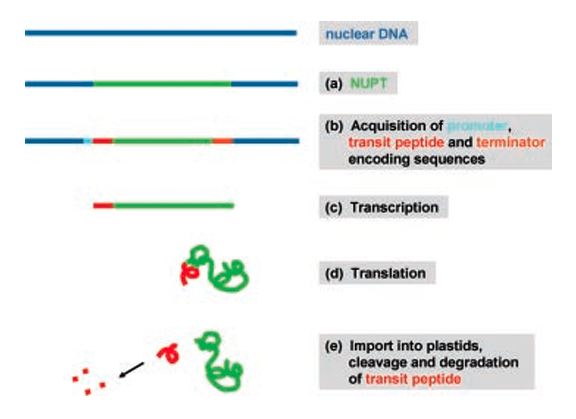 nuclear DNA
(a) NUPT
(b) Acquisition of promoter,
transit peptide and terminator
encoding sequences
(c) Transcription
(d) Translation
(e) Import into plastids,
cleavage and degradation
of transit peptide